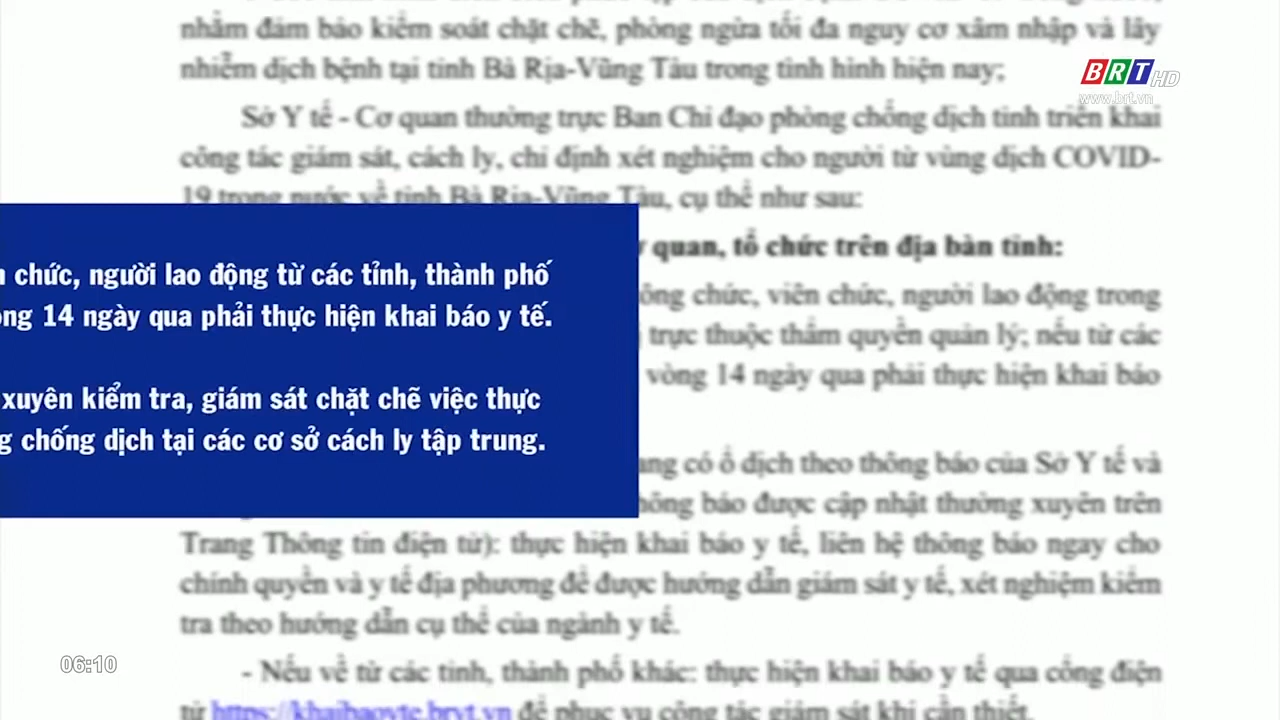 nhằm đảm bảo kiểm soát chặt chẽ, phòng ngừa tối đa nguy cơ xâm nhập và lây
nhiễm dịch bệnh tại tỉnh Bà Rịa-Vũng Tàu trong tình hình hiện nay;
BRT HD
www.brt.vn
Sở Y tế - Cơ quan thường trực Ban Chỉ đạo phòng chống dịch tỉnh triển khai
công tác giám sát, cách ly, chỉ định xét nghiệm cho người từ vùng dịch COVID-
19 trong nước về tỉnh Bà Rịa-Vũng Tàu, cụ thể như sau:
quan, tổ chức trên địa bàn tỉnh:
chức, người lao động từ các tỉnh, thành phố
14 ngày qua phải thực hiện khai báo y tế.
xuyên kiểm tra, giám sát chặt chẽ việc thực
chống dịch tại các cơ sở cách ly tập trung.
chức, viên chức, người lao động trong
trực thuộc thẩm quyền quản lý; nếu từ các
vòng 14 ngày qua phải thực hiện khai báo
có ổ dịch theo thông báo của Sở Y tế và
báo được cập nhật thường xuyên trên
Trang Thông tin điện tử): thực hiện khai báo y tế, liên hệ thông báo ngay cho
chính quyền và y tế địa phương để được hướng dẫn giám sát y tế, xét nghiệm kiểm
tra theo hướng dẫn cụ thể của ngành y tế.
- Nếu về từ các tỉnh, thành phố khác: thực hiện khai báo y tế qua cổng điện
tử https://khaibaoyte.brvt.vn để phục vụ công tác giám sát khi cần thiết.
06:10